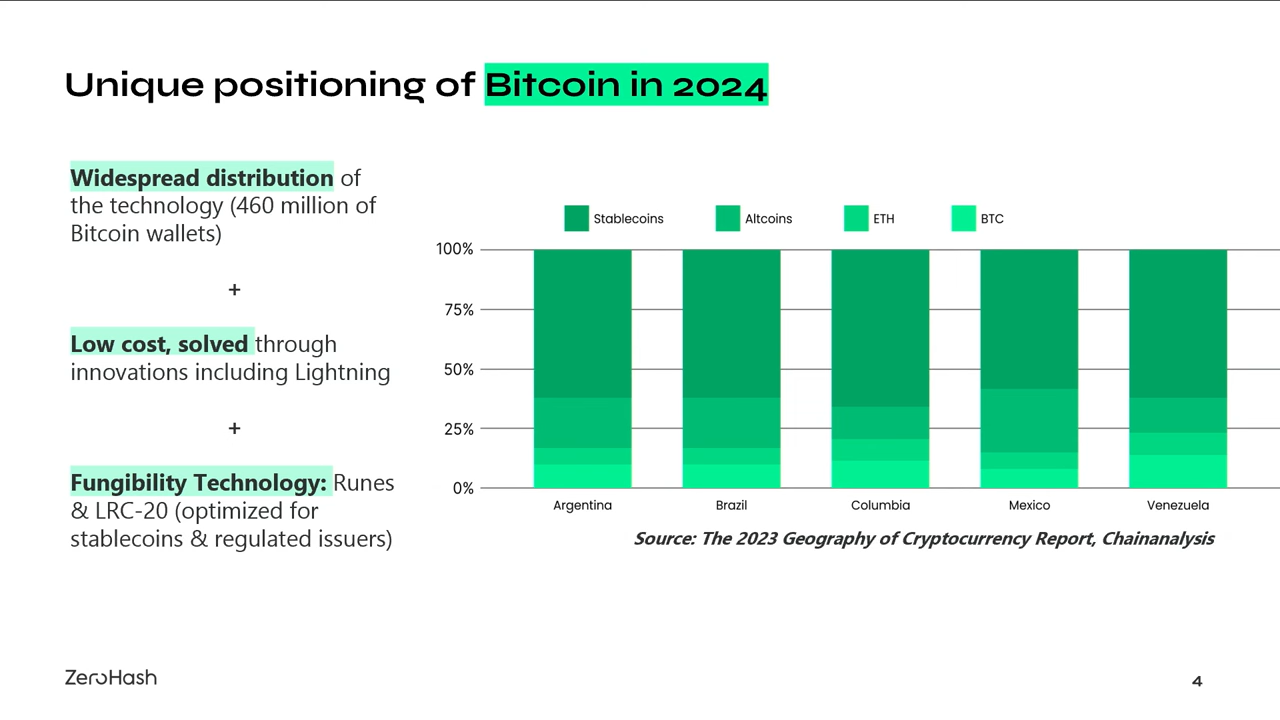 Unique positioning of Bitcoin in 2024
Widespread distribution of
the technology (460 million of
Bitcoin wallets)
+
Low cost, solved through
innovations including Lightning
+
Fungibility Technology: Runes
& LRC-20 (optimized for
stablecoins & regulated issuers)
Stablecoins Altcoins ETH BTC
100%
75%
50%
25%
0%
Argentina Brazil Columbia Mexico Venezuela
Source: The 2023 Geography of Cryptocurrency Report, Chainanalysis
ZeroHash
4